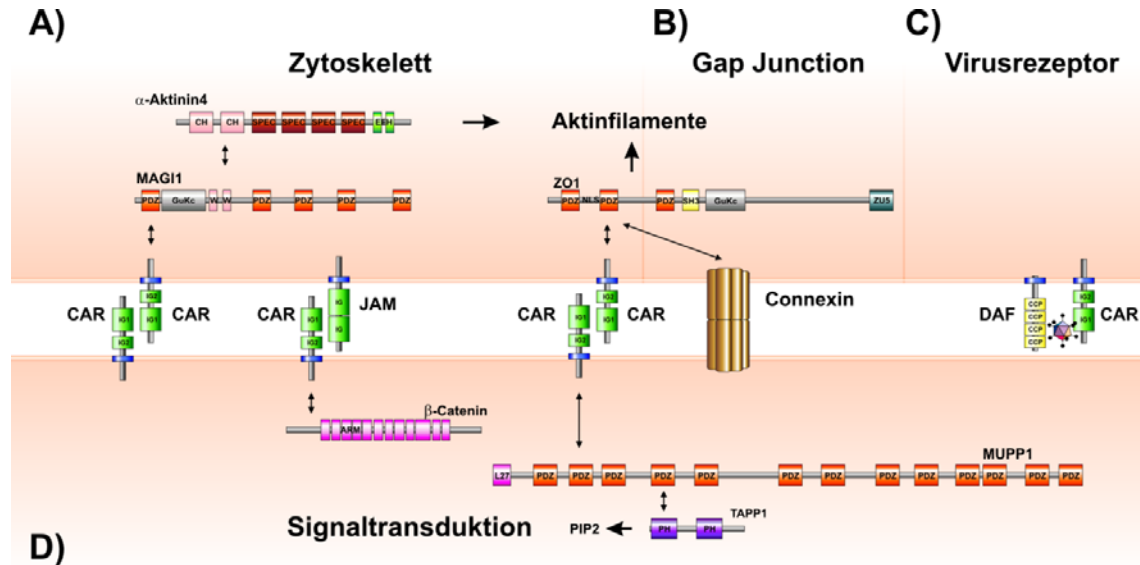 A)
B)
C)
Zytoskelett
Gap Junction
Virusrezeptor
α-Aktinin4
CH CH SPEC SPEC SPEC SPEC EFH
Aktinfilamente
MAGI1
PDZ GuKc W W PDZ PDZ PDZ PDZ
ZO1
PDZ NLS PDZ PDZ SH3 GuKc ZU5
CAR IG1 IG2 IG2 IG1 CAR
CAR IG1 IG2 IG IG JAM
CAR IG1 IG2 IG2 IG1 CAR
Connexin
DAF CCP CCP CCP CCP IG2 IG1 CAR
β-Catenin
ARM
MUPP1
L27 PDZ PDZ PDZ PDZ PDZ PDZ PDZ PDZ PDZ PDZ PDZ PDZ PDZ
TAPP1
Signaltransduktion
PIP2 PH PH
D)